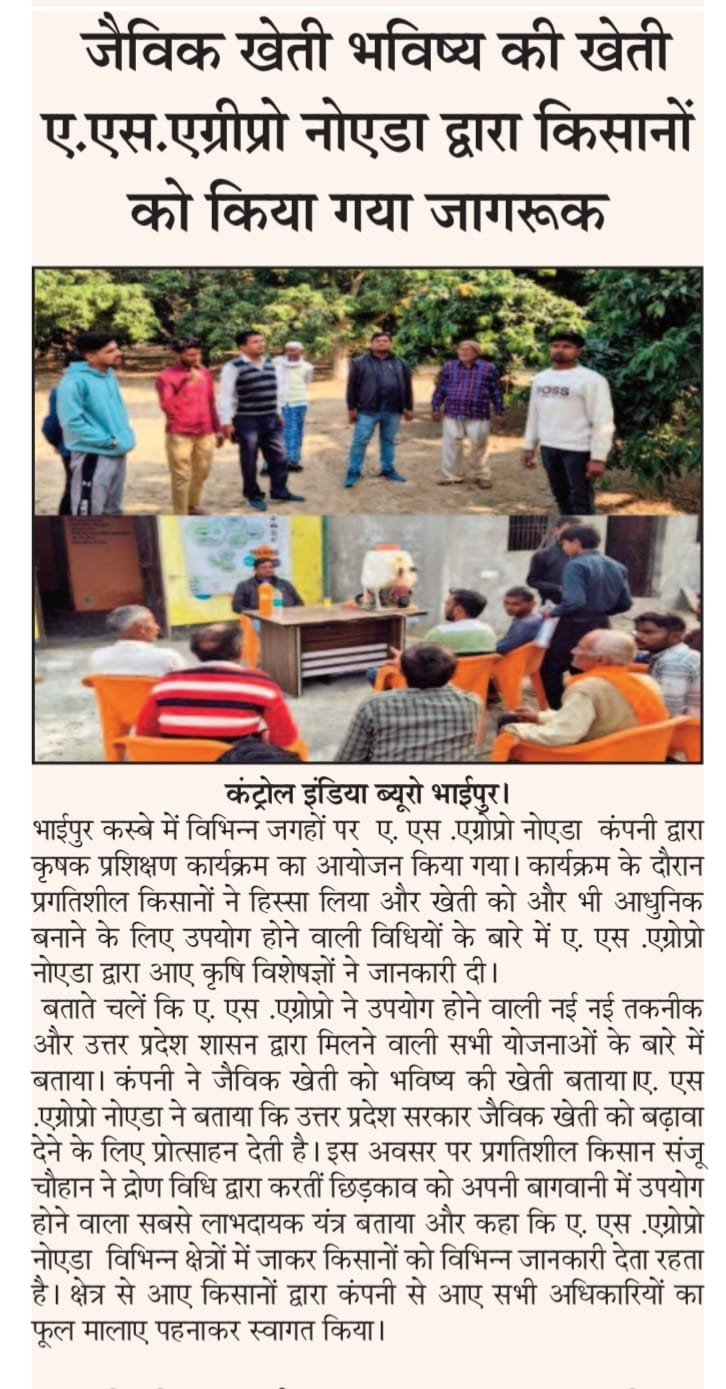 जैविक खेती भविष्य की खेती
ए.एस.एग्रीप्रो नोएडा द्वारा किसानों
को किया गया जागरूक
BOSS
कंट्रोल इंडिया ब्यूरो भाईपुर।
भाईपुर कस्बे में विभिन्न जगहों पर ए. एस .एग्रोप्रो नोएडा कंपनी द्वारा
कृषक प्रशिक्षण कार्यक्रम का आयोजन किया गया। कार्यक्रम के दौरान
प्रगतिशील किसानों ने हिस्सा लिया और खेती को और भी आधुनिक
बनाने के लिए उपयोग होने वाली विधियों के बारे में ए. एस .एग्रोप्रो
नोएडा द्वारा आए कृषि विशेषज्ञों ने जानकारी दी।
बताते चलें कि ए. एस .एग्रोप्रो ने उपयोग होने वाली नई नई तकनीक
और उत्तर प्रदेश शासन द्वारा मिलने वाली सभी योजनाओं के बारे में
बताया। कंपनी ने जैविक खेती को भविष्य की खेती बताया।ए. एस
.एग्रोप्रो नोएडा ने बताया कि उत्तर प्रदेश सरकार जैविक खेती को बढ़ावा
देने के लिए प्रोत्साहन देती है। इस अवसर पर प्रगतिशील किसान संजू
चौहान ने द्रोण विधि द्वारा करतीं छिड़काव को अपनी बागवानी में उपयोग
होने वाला सबसे लाभदायक यंत्र बताया और कहा कि ए. एस .एग्रोप्रो
नोएडा विभिन्न क्षेत्रों में जाकर किसानों को विभिन्न जानकारी देता रहता
है। क्षेत्र से आए किसानों द्वारा कंपनी से आए सभी अधिकारियों का
फूल मालाए पहनाकर स्वागत किया।